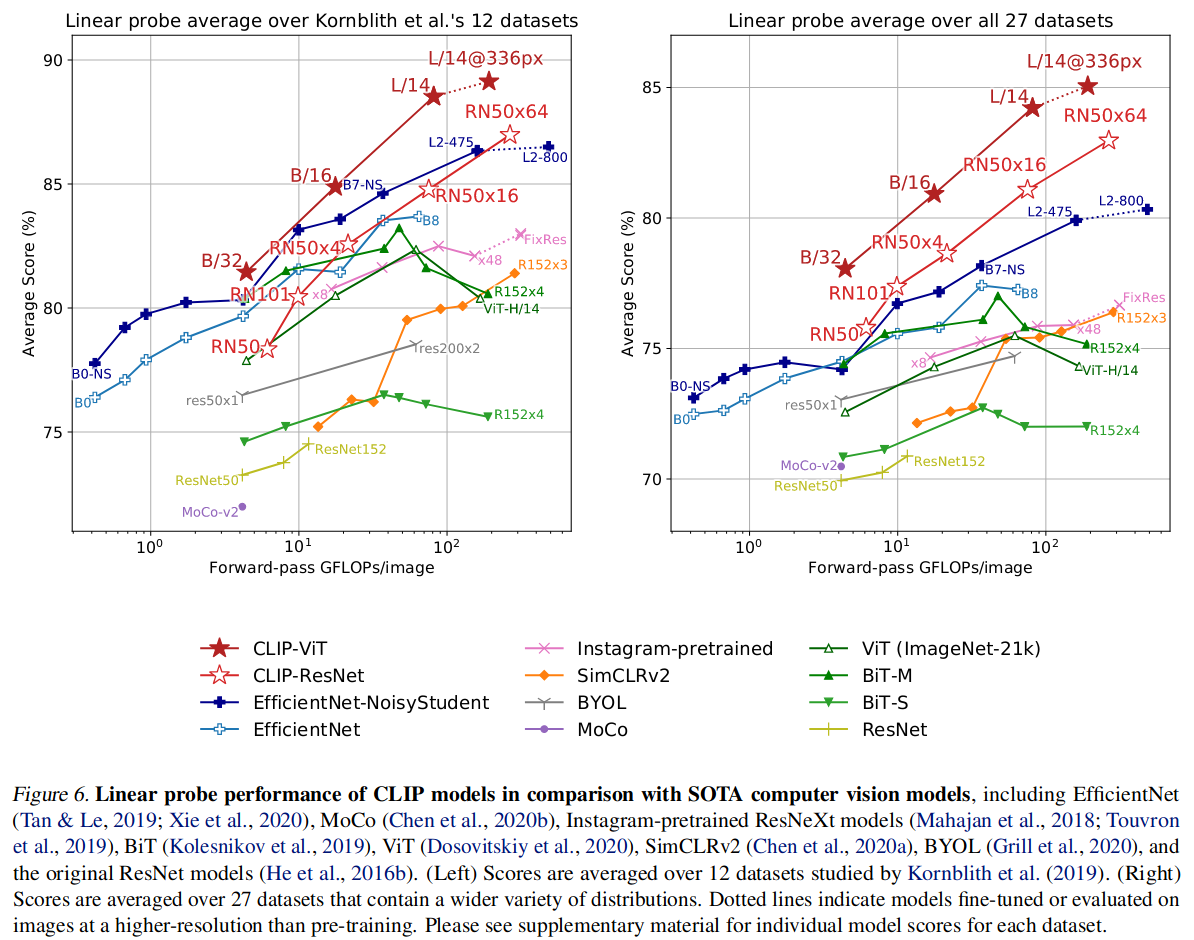 Linear probe average over Kornblith et al.'s 12 datasets
90
85
80
75
Average Score (%)
L/14@336px
L/14
RN50x64
L2-475
L2-800
B/16
B7-NS
RN50x16
B8
RN50x4
FixRes
x48
B/32
R152x3
RN101
x8
R152x4
ViT-H/14
RN50
res200x2
B0-NS
B0
res50x1
R152x4
ResNet152
ResNet50
MoCo-v2
10⁰
10¹
10²
Forward-pass GFLOPs/image
Linear probe average over all 27 datasets
85
80
75
70
Average Score (%)
L/14@336px
L/14
RN50x64
RN50x16
B/16
L2-800
L2-475
RN50x4
B/32
B7-NS
RN101
B8
FixRes
R152x3
x48
RN50
R152x4
x8
ViT-H/14
B0-NS
B0
res50x1
R152x4
MoCo-v2
ResNet152
ResNet50
10⁰
10¹
10²
Forward-pass GFLOPs/image
CLIP-ViT
CLIP-ResNet
EfficientNet-NoisyStudent
EfficientNet
Instagram-pretrained
SimCLRv2
BYOL
MoCo
ViT (ImageNet-21k)
BiT-M
BiT-S
ResNet
Figure 6. Linear probe performance of CLIP models in comparison with SOTA computer vision models, including EfficientNet
(Tan & Le, 2019; Xie et al., 2020), MoCo (Chen et al., 2020b), Instagram-pretrained ResNeXt models (Mahajan et al., 2018; Touvron
et al., 2019), BiT (Kolesnikov et al., 2019), ViT (Dosovitskiy et al., 2020), SimCLRv2 (Chen et al., 2020a), BYOL (Grill et al., 2020), and
the original ResNet models (He et al., 2016b). (Left) Scores are averaged over 12 datasets studied by Kornblith et al. (2019). (Right)
Scores are averaged over 27 datasets that contain a wider variety of distributions. Dotted lines indicate models fine-tuned or evaluated on
images at a higher-resolution than pre-training. Please see supplementary material for individual model scores for each dataset.